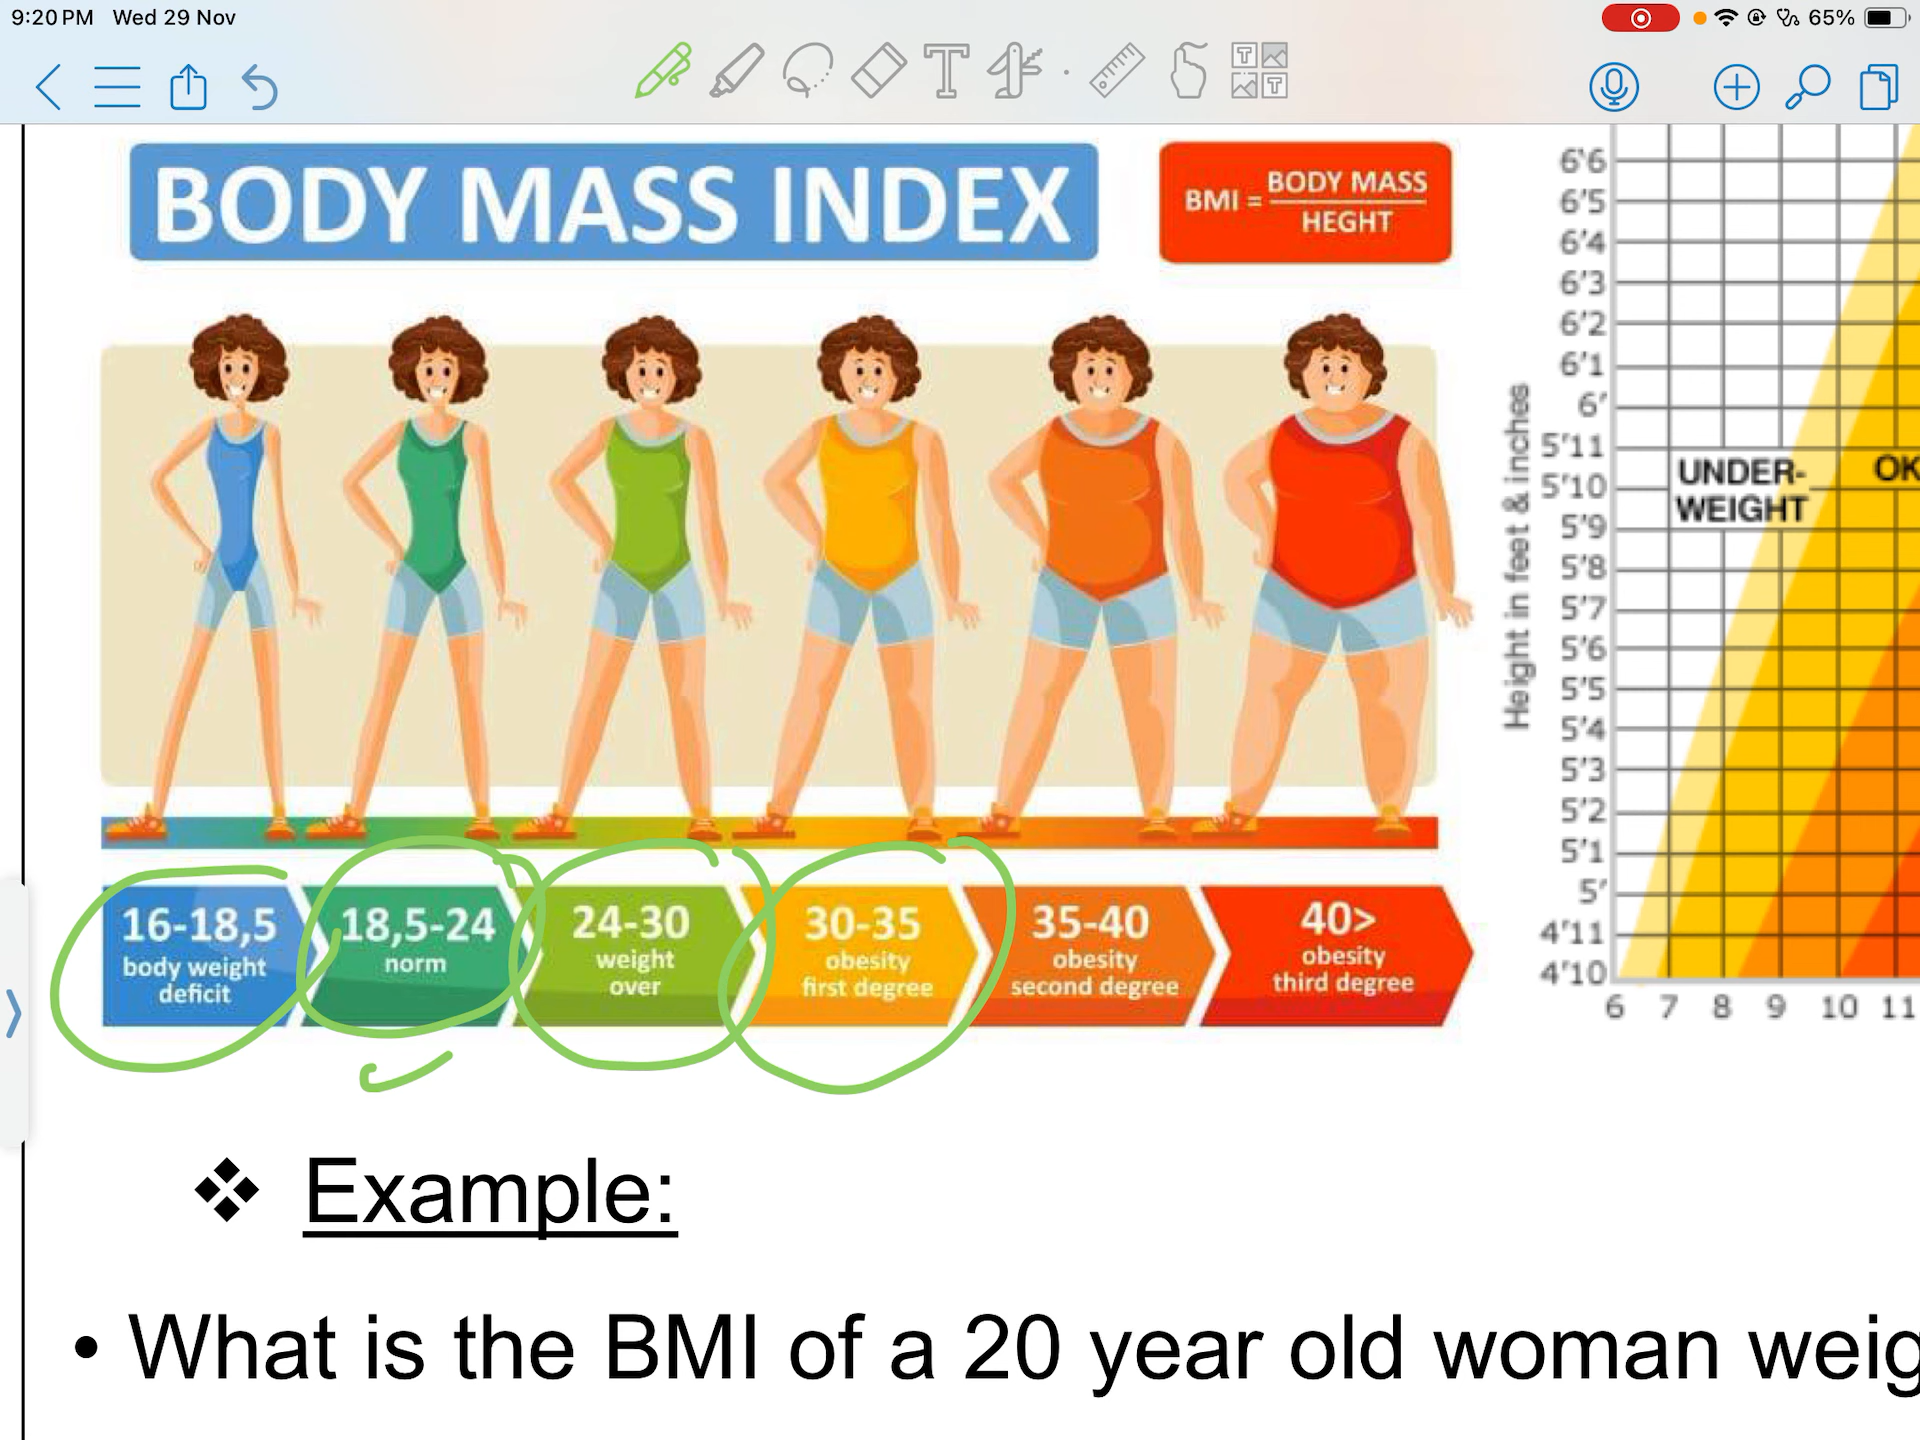 9:20 PM Wed 29 Nov
65%
BODY MASS INDEX
BMI = BODY MASS
HEGHT
6'6
6'5
6'4
6'3
6'2
6'1
6'
5'11
5'10
5'9
5'8
5'7
5'6
5'5
5'4
5'3
5'2
5'1
5'
4'11
4'10
Height in feet & inches
UNDER-
WEIGHT
OK
6 7 8 9 10 11
16-18,5
body weight
deficit
18,5-24
norm
24-30
weight
over
30-35
obesity
first degree
35-40
obesity
second degree
40>
obesity
third degree
❖ Example:
• What is the BMI of a 20 year old woman weig